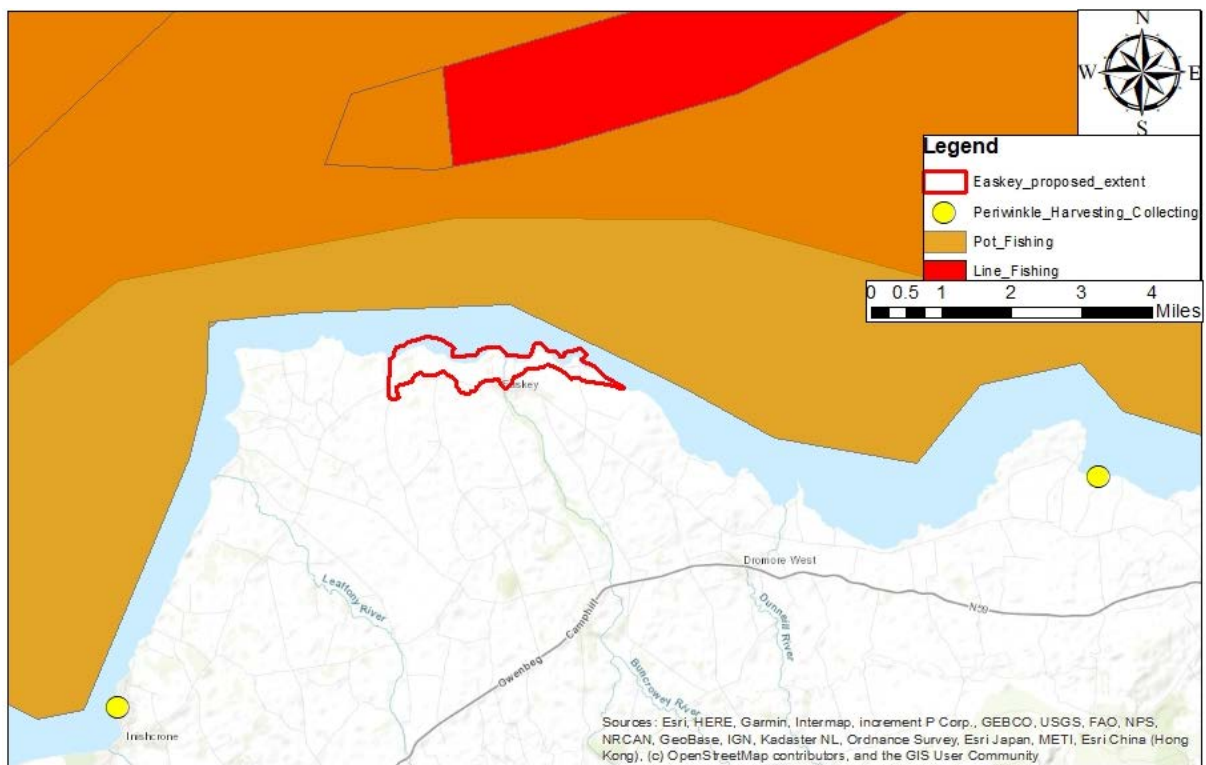 N
W E
S
Legend
Easkey_proposed_extent
Periwinkle_Harvesting_Collecting
Pot_Fishing
Line_Fishing
0 0.5 1 2 3 4
Miles
Easkey
Dromore West
Leaffony River
Camphill
Dunneill River
N59
Owenbeg
Buncrowey River
Inishcrone
Sources: Esri, HERE, Garmin, Intermap, increment P Corp., GEBCO, USGS, FAO, NPS,
NRCAN, GeoBase, IGN, Kadaster NL, Ordnance Survey, Esri Japan, METI, Esri China (Hong
Kong), (c) OpenStreetMap contributors, and the GIS User Community